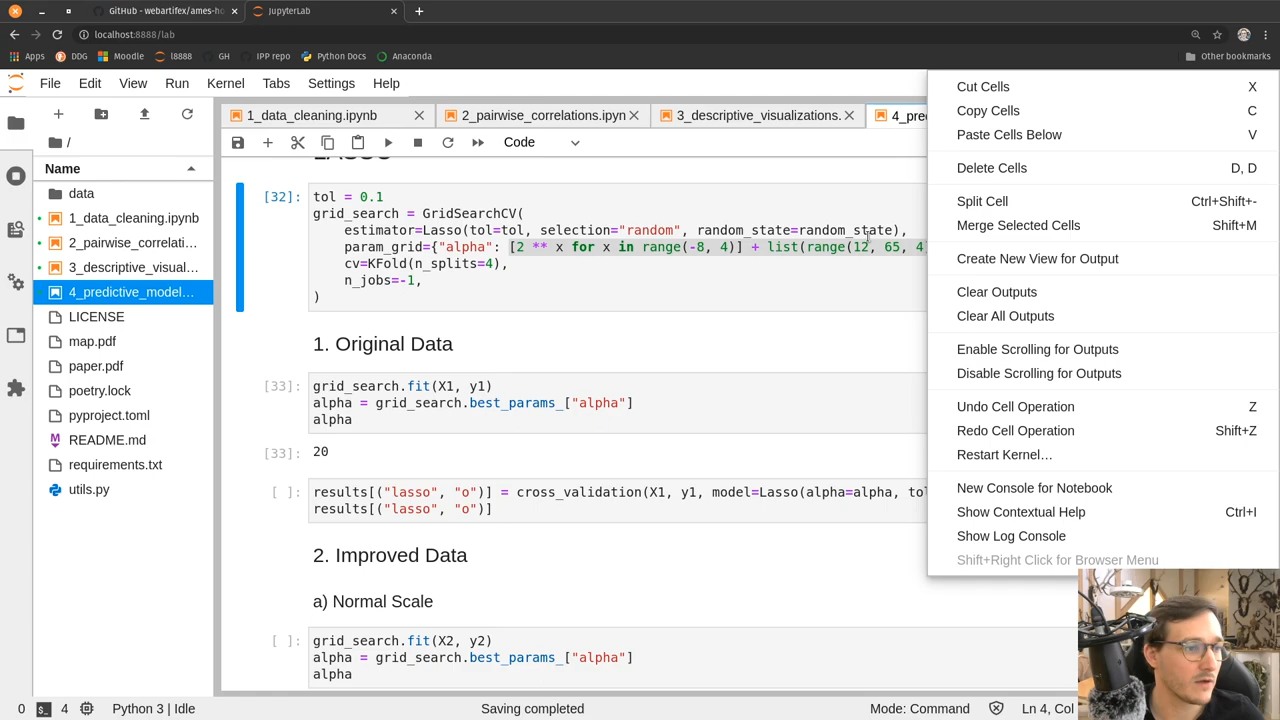 GitHub - webartifex/ames-ho
JupyterLab
localhost:8888/lab
Apps
DDG
Moodle
l8888
GH
IPP repo
Python Docs
Anaconda
Other bookmarks
File
Edit
View
Run
Kernel
Tabs
Settings
Help
/
Name
data
1_data_cleaning.ipynb
2_pairwise_correlati…
3_descriptive_visual…
4_predictive_model…
LICENSE
map.pdf
paper.pdf
poetry.lock
pyproject.toml
README.md
requirements.txt
utils.py
1_data_cleaning.ipynb
2_pairwise_correlations.ipyn
3_descriptive_visualizations.
4_pre
Code
LASSO
[32]:
tol = 0.1
grid_search = GridSearchCV(
estimator=Lasso(tol=tol, selection="random", random_state=random_state),
param_grid={"alpha": [2 ** x for x in range(-8, 4)] + list(range(12, 65, 4
cv=KFold(n_splits=4),
n_jobs=-1,
)
1. Original Data
[33]:
grid_search.fit(X1, y1)
alpha = grid_search.best_params_["alpha"]
alpha
[33]:
20
[ ]:
results[("lasso", "o")] = cross_validation(X1, y1, model=Lasso(alpha=alpha, tol
results[("lasso", "o")]
2. Improved Data
a) Normal Scale
[ ]:
grid_search.fit(X2, y2)
alpha = grid_search.best_params_["alpha"]
alpha
Cut Cells X
Copy Cells C
Paste Cells Below V
Delete Cells D, D
Split Cell Ctrl+Shift+-
Merge Selected Cells Shift+M
Create New View for Output
Clear Outputs
Clear All Outputs
Enable Scrolling for Outputs
Disable Scrolling for Outputs
Undo Cell Operation Z
Redo Cell Operation Shift+Z
Restart Kernel…
New Console for Notebook
Show Contextual Help Ctrl+I
Show Log Console
Shift+Right Click for Browser Menu
0
4
Python 3 | Idle
Saving completed
Mode: Command
Ln 4, Col